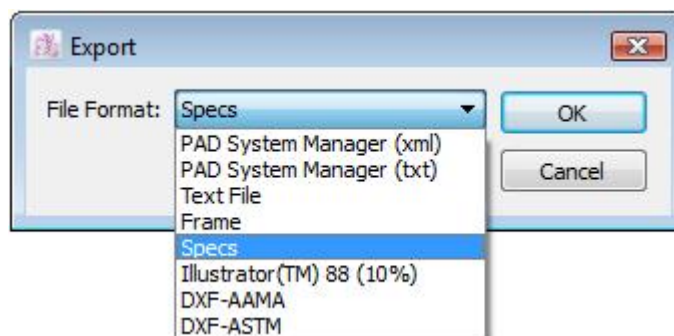 Export
File Format: Specs OK
PAD System Manager (xml)
PAD System Manager (txt)
Cancel
Text File
Frame
Specs
Illustrator(TM) 88 (10%)
DXF-AAMA
DXF-ASTM